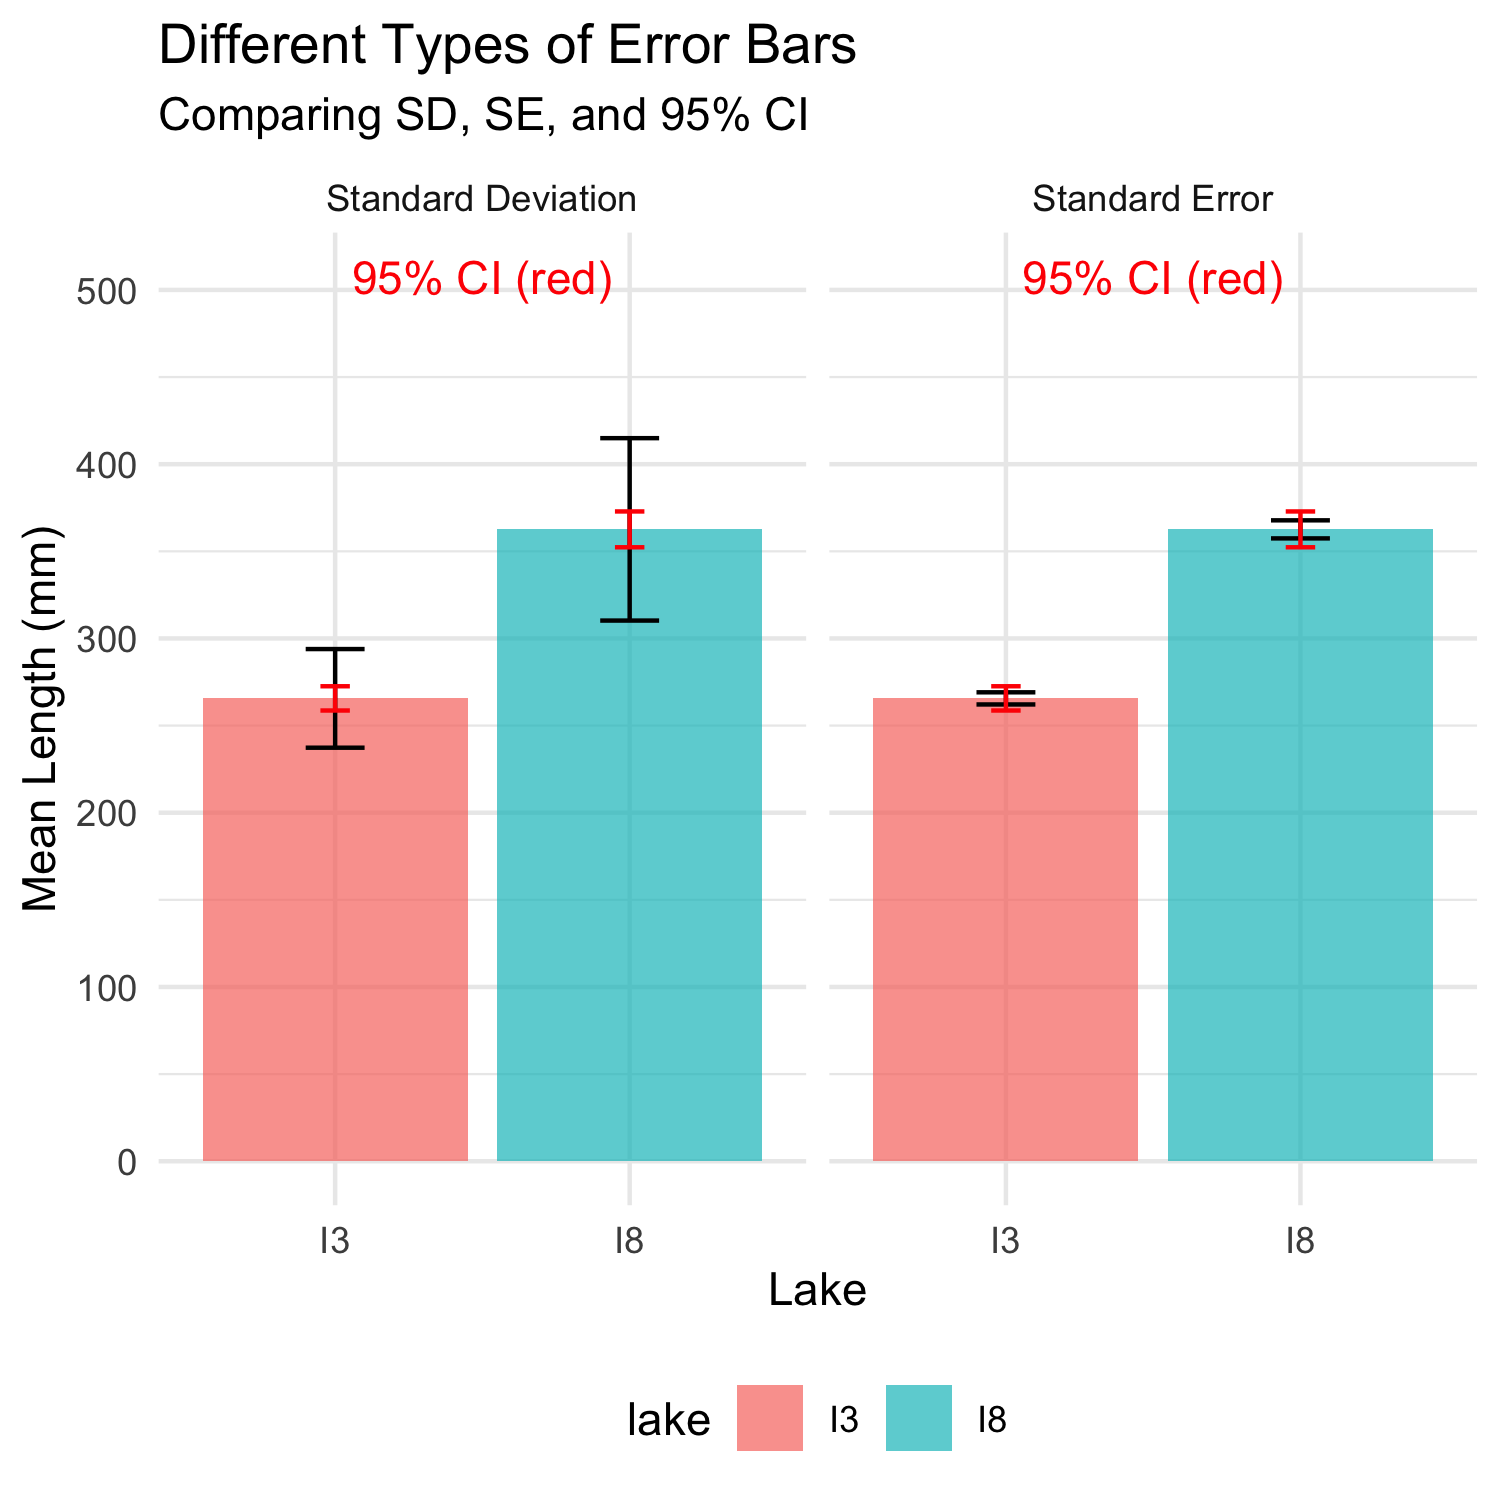 Different Types of Error Bars
Comparing SD, SE, and 95% CI
Standard Deviation
Standard Error
95% CI (red)
95% CI (red)
500
400
300
200
100
0
Mean Length (mm)
I3
I8
I3
I8
Lake
lake
I3
I8